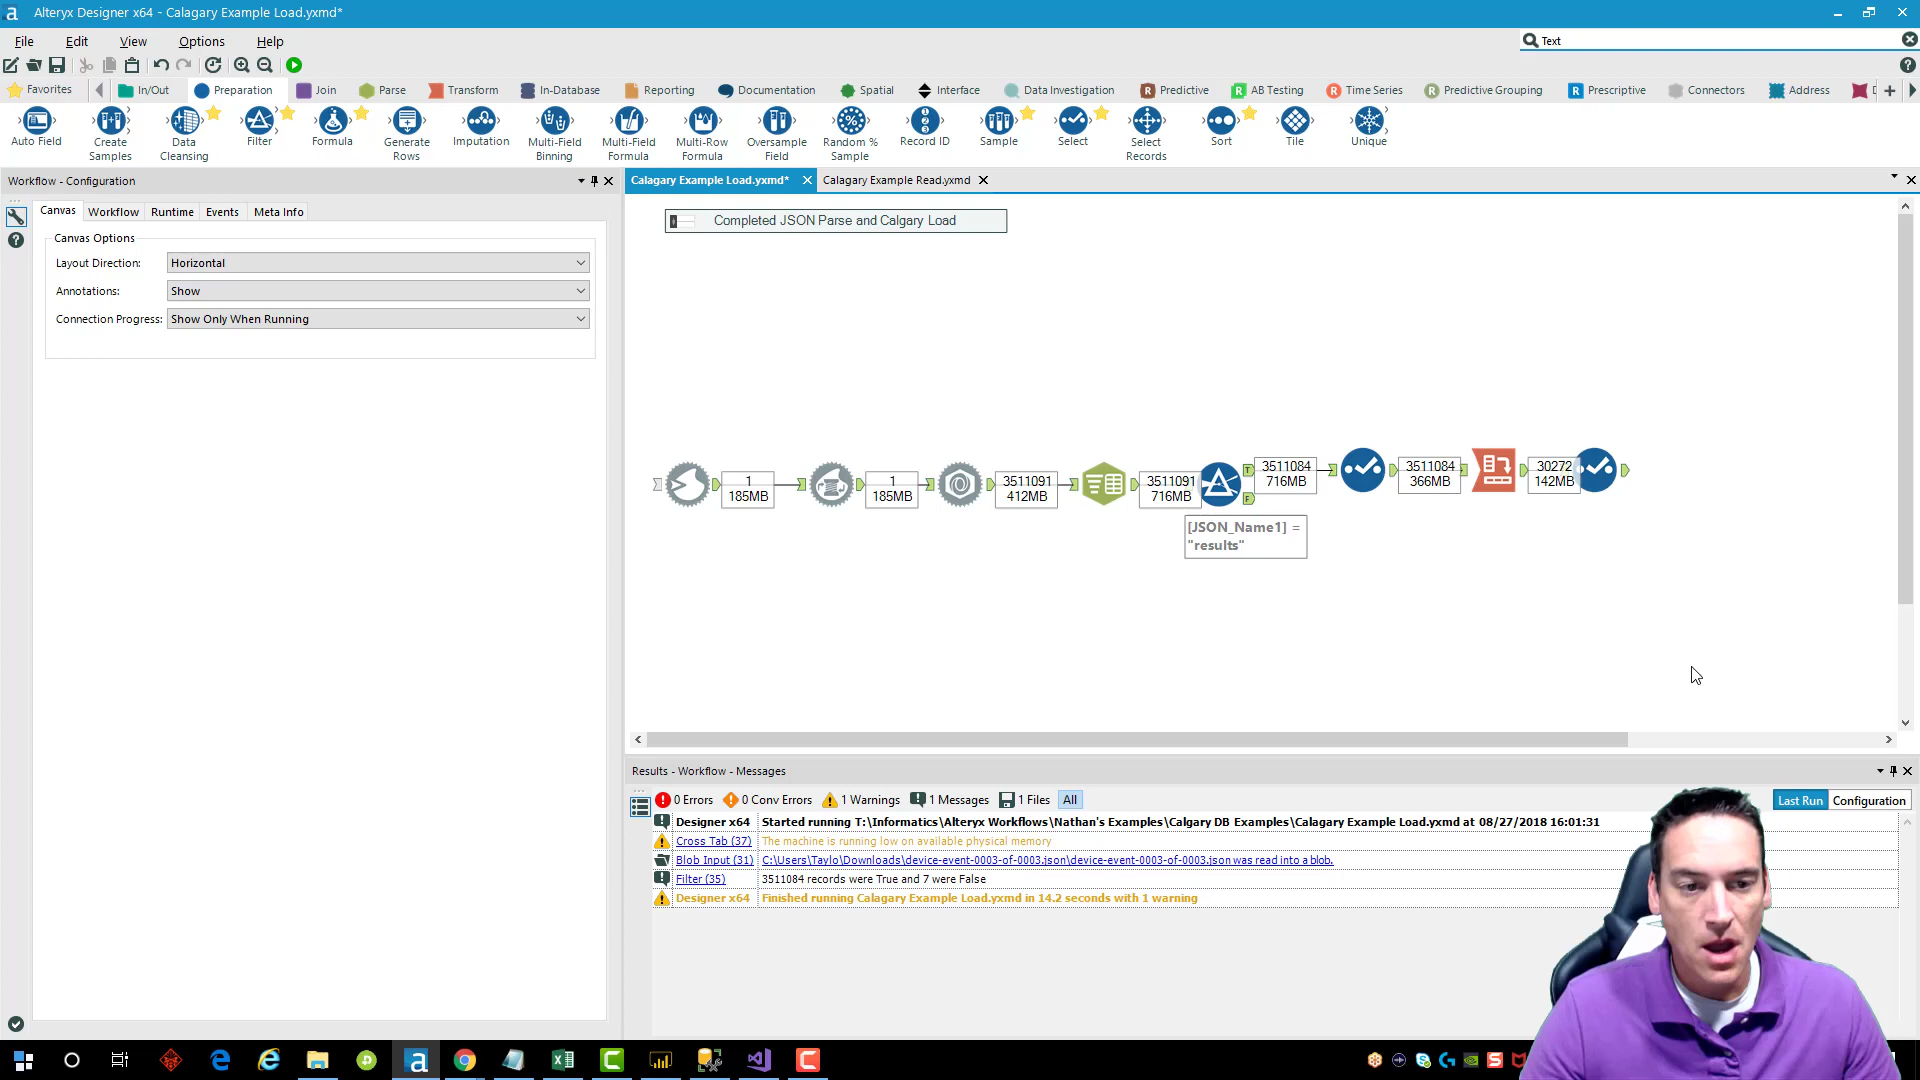 Alteryx Designer x64 - Calagary Example Load.yxmd*
File Edit View Options Help
Text
Favorites In/Out Preparation Join Parse Transform In-Database Reporting Documentation Spatial Interface Data Investigation Predictive AB Testing Time Series Predictive Grouping Prescriptive Connectors Address
Auto Field
Create Samples
Data Cleansing
Filter
Formula
Generate Rows
Imputation
Multi-Field Binning
Multi-Field Formula
Multi-Row Formula
Oversample Field
Random % Sample
Record ID
Sample
Select
Select Records
Sort
Tile
Unique
Workflow - Configuration
Calagary Example Load.yxmd*
Calagary Example Read.yxmd
Canvas Workflow Runtime Events Meta Info
Canvas Options
Layout Direction: Horizontal
Annotations: Show
Connection Progress: Show Only When Running
Completed JSON Parse and Calgary Load
1
185MB
1
185MB
3511091
412MB
3511091
716MB
T
F
3511084
716MB
3511084
366MB
30272
142MB
[JSON_Name1] =
"results"
Results - Workflow - Messages
0 Errors 0 Conv Errors 1 Warnings 1 Messages 1 Files All Last Run Configuration
Designer x64 Started running T:\Informatics\Alteryx Workflows\Nathan's Examples\Calgary DB Examples\Calagary Example Load.yxmd at 08/27/2018 16:01:31
Cross Tab (37) The machine is running low on available physical memory
Blob Input (31) C:\Users\Taylo\Downloads\device-event-0003-of-0003.json\device-event-0003-of-0003.json was read into a blob.
Filter (35) 3511084 records were True and 7 were False
Designer x64 Finished running Calagary Example Load.yxmd in 14.2 seconds with 1 warning